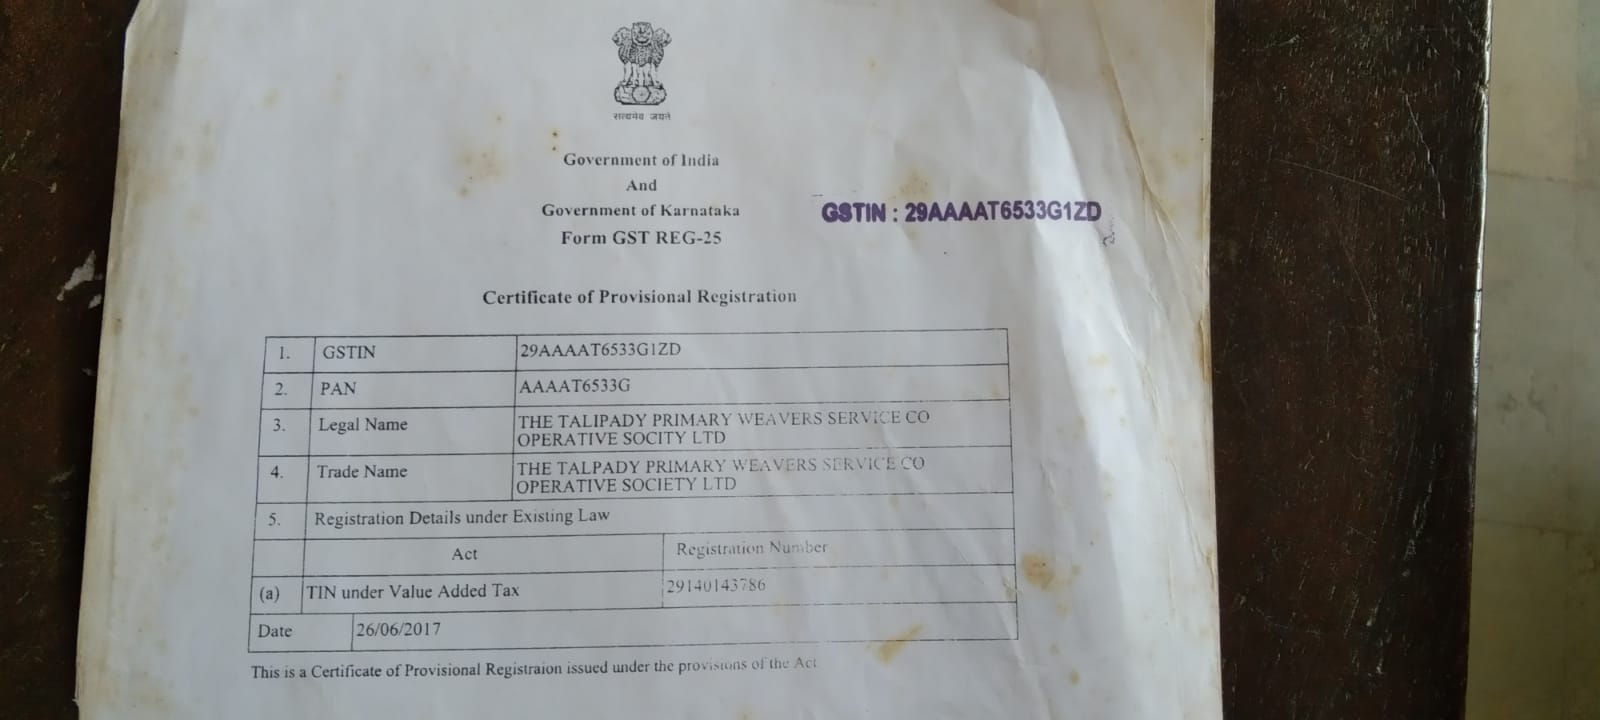 सत्यमेव जयते
Government of India
And
Government of Karnataka
GSTIN : 29AAAAT6533G1ZD
Form GST REG-25
Certificate of Provisional Registration
1. GSTIN 29AAAAT6533G1ZD
2. PAN AAAAT6533G
3. Legal Name THE TALIPADY PRIMARY WEAVERS SERVICE CO
OPERATIVE SOCITY LTD
4. Trade Name THE TALPADY PRIMARY WEAVERS SERVICE CO
OPERATIVE SOCIETY LTD
5. Registration Details under Existing Law
Act Registration Number
(a) TIN under Value Added Tax 29140143786
Date 26/06/2017
This is a Certificate of Provisional Registraion issued under the provisions of the Act